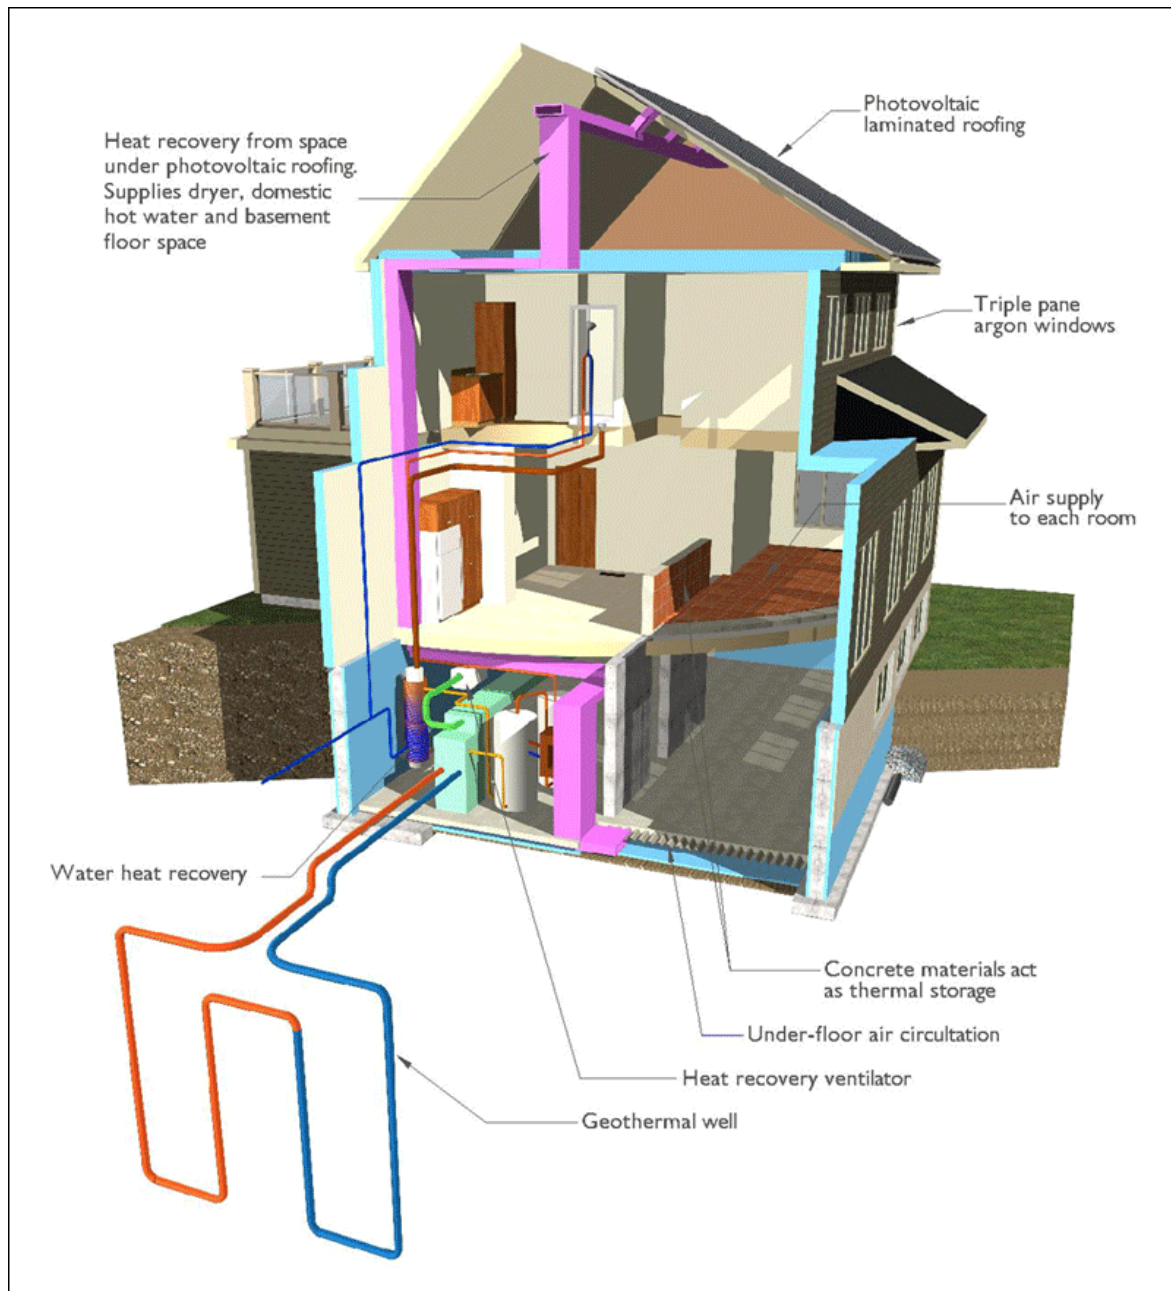 Heat recovery from space
under photovoltaic roofing.
Supplies dryer, domestic
hot water and basement
floor space
Photovoltaic
laminated roofing
Triple pane
argon windows
Air supply
to each room
Water heat recovery
Concrete materials act
as thermal storage
Under-floor air circultation
Heat recovery ventilator
Geothermal well